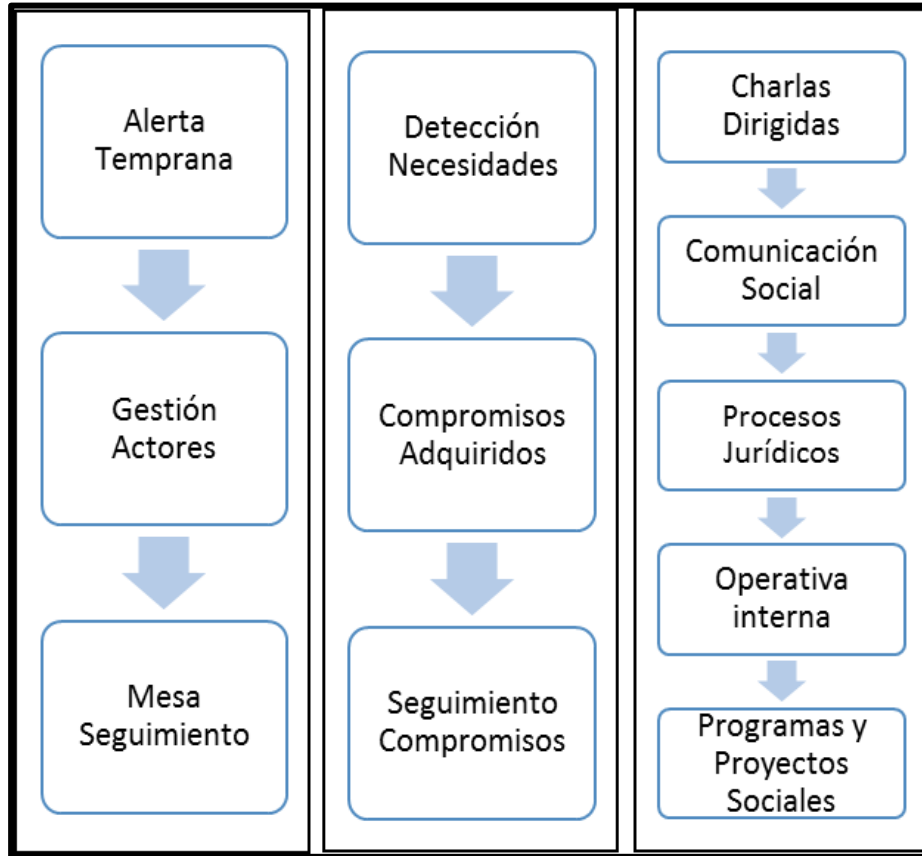 Alerta
Temprana
Gestión
Actores
Mesa
Seguimiento
Detección
Necesidades
Compromisos
Adquiridos
Seguimiento
Compromisos
Charlas
Dirigidas
Comunicación
Social
Procesos
Jurídicos
Operativa
interna
Programas y
Proyectos
Sociales